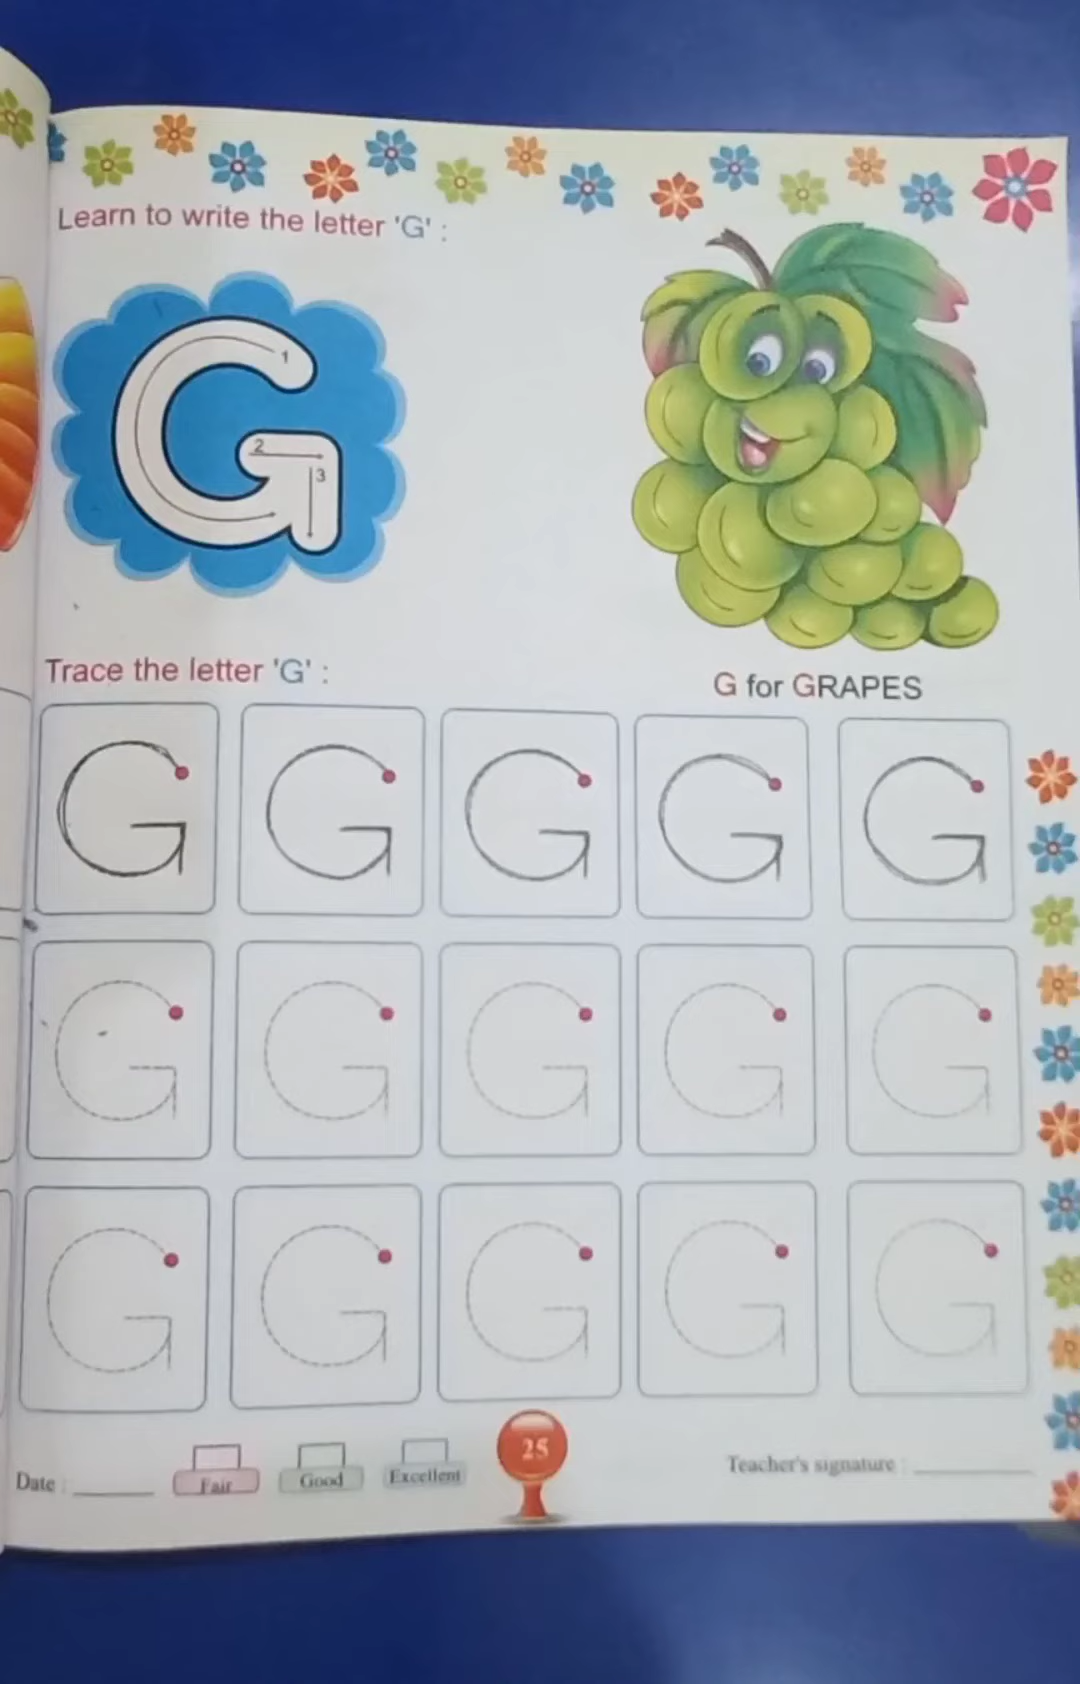 Learn to write the letter 'G' :
1
2
3
Trace the letter 'G' :
G for GRAPES
G G G G G
G G G G G
G G G G G
Date : Fair Good Excellent 25 Teacher's signature :